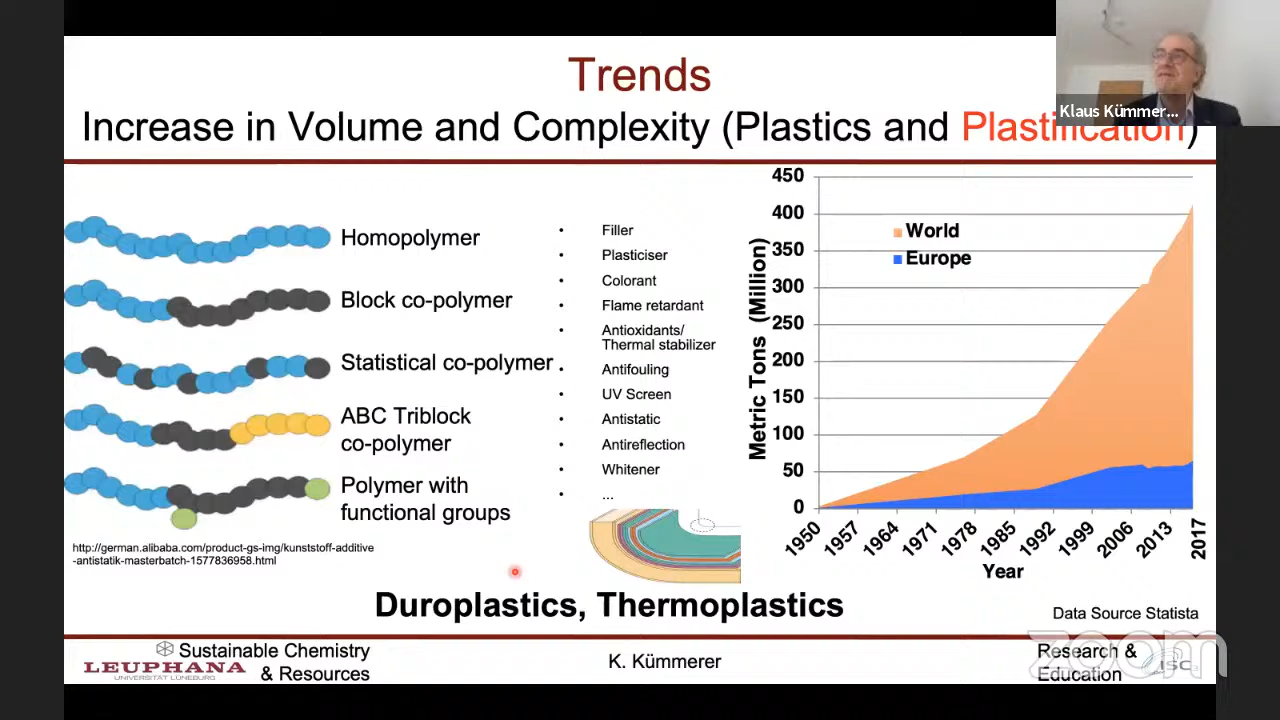 Trends
Increase in Volume and Complexity (Plastics and Plastification)
Klaus Kümmer...
Homopolymer
Block co-polymer
Statistical co-polymer
ABC Triblock
co-polymer
Polymer with
functional groups
http://german.alibaba.com/product-gs-img/kunststoff-additive
-antistatik-masterbatch-1577836958.html
• Filler
• Plasticiser
• Colorant
• Flame retardant
• Antioxidants/
Thermal stabilizer
• Antifouling
• UV Screen
• Antistatic
• Antireflection
• Whitener
• ...
Metric Tons (Million)
450
400
350
300
250
200
150
100
50
0
World
Europe
1950 1957 1964 1971 1978 1985 1992 1999 2006 2013 2017
Year
Duroplastics, Thermoplastics
Data Source Statista
Sustainable Chemistry
& Resources
LEUPHANA
UNIVERSITÄT LÜNEBURG
K. Kümmerer
Research &
Education
ISC
zoom